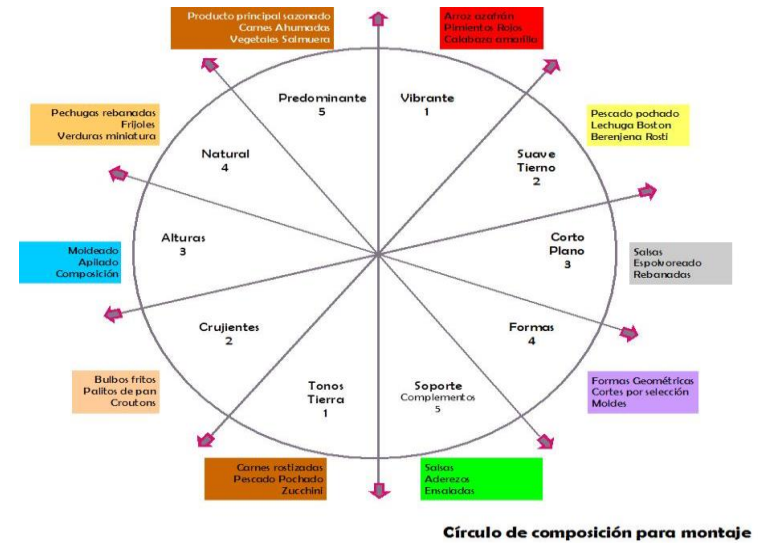 Producto principal sazonado
Carnes Ahumadas
Vegetales Salmuera
Arroz azafrán
Pimientos Rojos
Calabaza amarilla
Predominante
5
Vibrante
1
Pechugas rebanadas
Frijoles
Verduras miniatura
Pescado pochado
Lechuga Boston
Berenjena Rosti
Natural
4
Suave
Tierno
2
Alturas
3
Corto
Plano
3
Moldeado
Apilado
Composición
Salsas
Espolvoreado
Rebanadas
Crujientes
2
Formas
4
Bulbos fritos
Palitos de pan
Croutons
Tonos
Tierra
1
Soporte
Complementos
5
Formas Geométricas
Cortes por selección
Moldes
Carnes rostizadas
Pescado Pochado
Zucchini
Salsas
Aderezos
Ensaladas
Círculo de composición para montaje